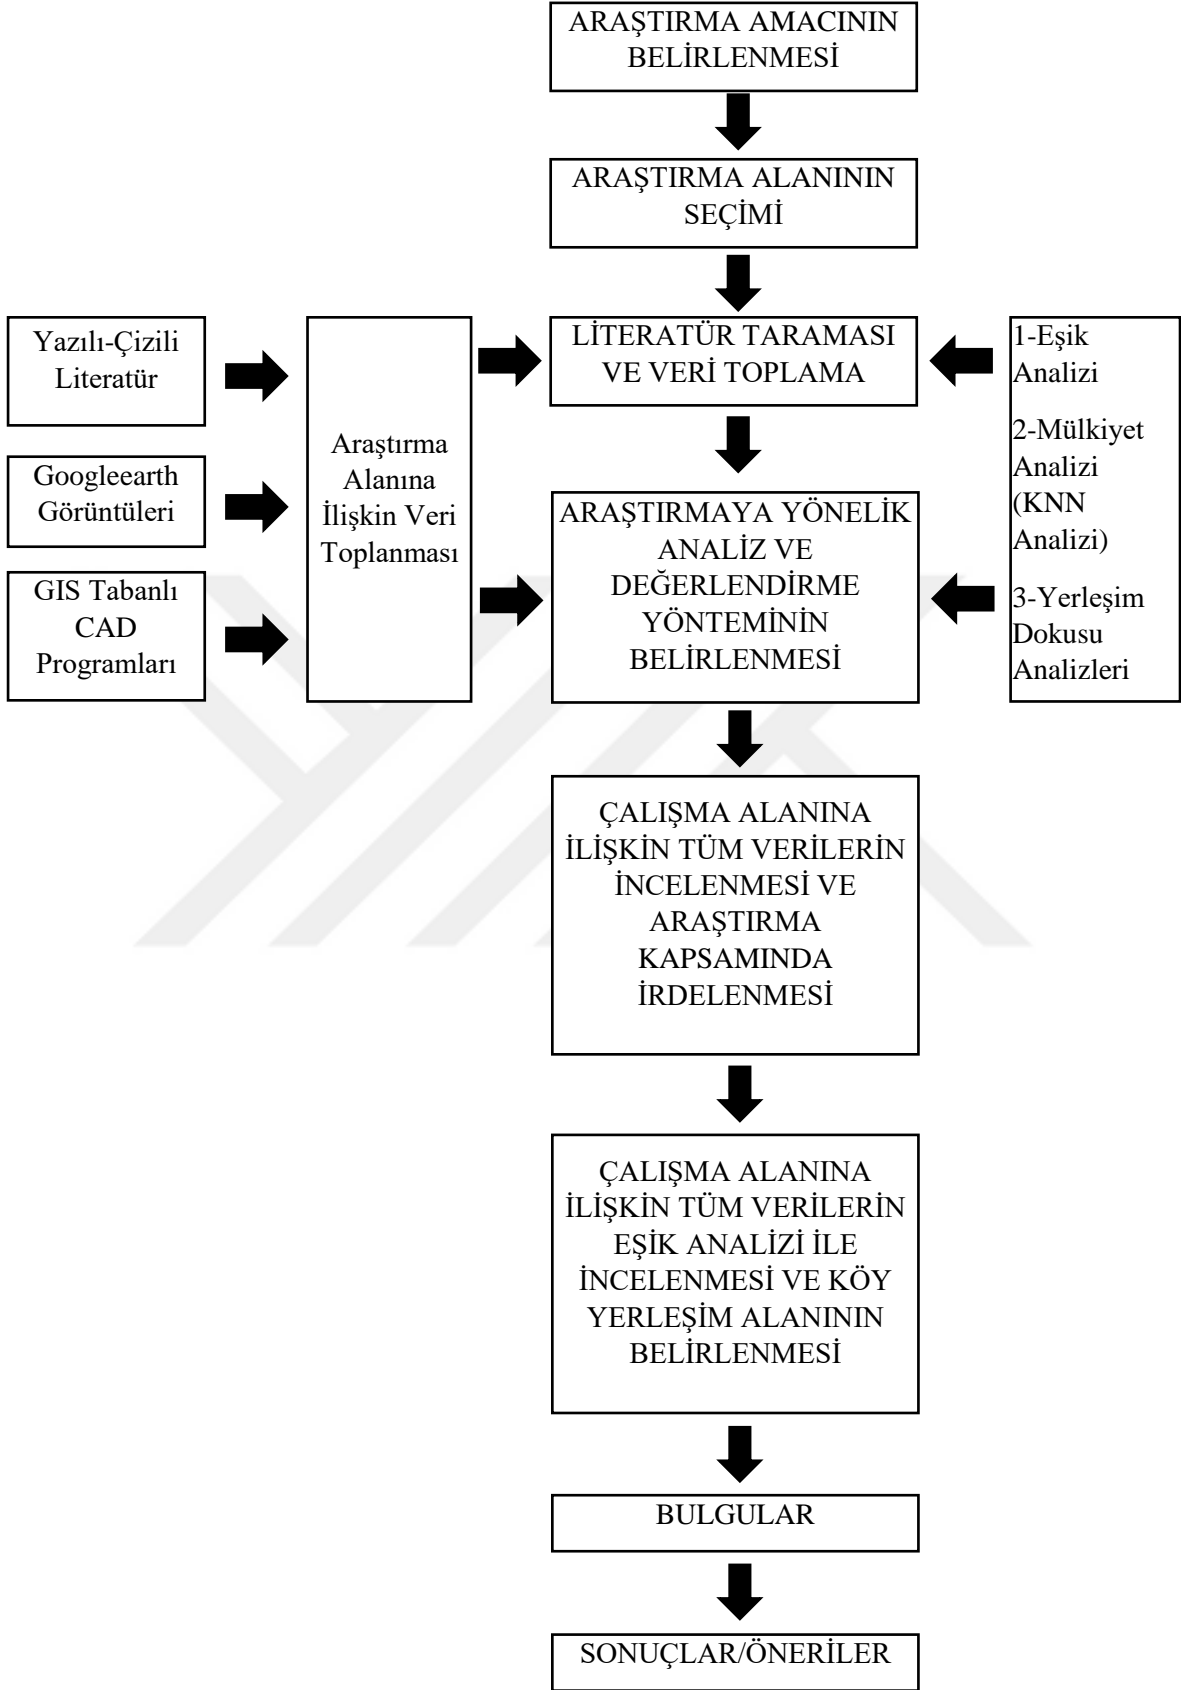 ARAŞTIRMA AMACININ
BELİRLENMESİ
ARAŞTIRMA ALANININ
SEÇİMİ
Yazılı-Çizili
Literatür
Googleearth
Görüntüleri
GIS Tabanlı
CAD
Programları
Araştırma
Alanına
İlişkin Veri
Toplanması
LİTERATÜR TARAMASI
VE VERİ TOPLAMA
ARAŞTIRMAYA YÖNELİK
ANALİZ VE
DEĞERLENDİRME
YÖNTEMİNİN
BELİRLENMESİ
1-Eşik
Analizi
2-Mülkiyet
Analizi
(KNN
Analizi)
3-Yerleşim
Dokusu
Analizleri
ÇALIŞMA ALANINA
İLİŞKİN TÜM VERİLERİN
İNCELENMESİ VE
ARAŞTIRMA
KAPSAMINDA
İRDELENMESİ
ÇALIŞMA ALANINA
İLİŞKİN TÜM VERİLERİN
EŞİK ANALİZİ İLE
İNCELENMESİ VE KÖY
YERLEŞİM ALANININ
BELİRLENMESİ
BULGULAR
SONUÇLAR/ÖNERİLER